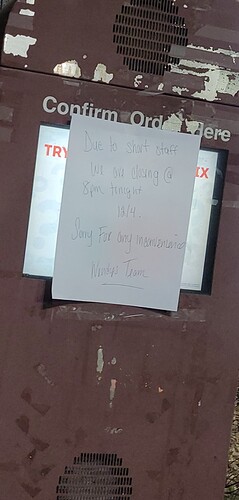 Confirm Order Here
TRY
IX
Due to short staff
We are closing @
8pm tonight
10/4.
Sorry For any inconvenience
Team